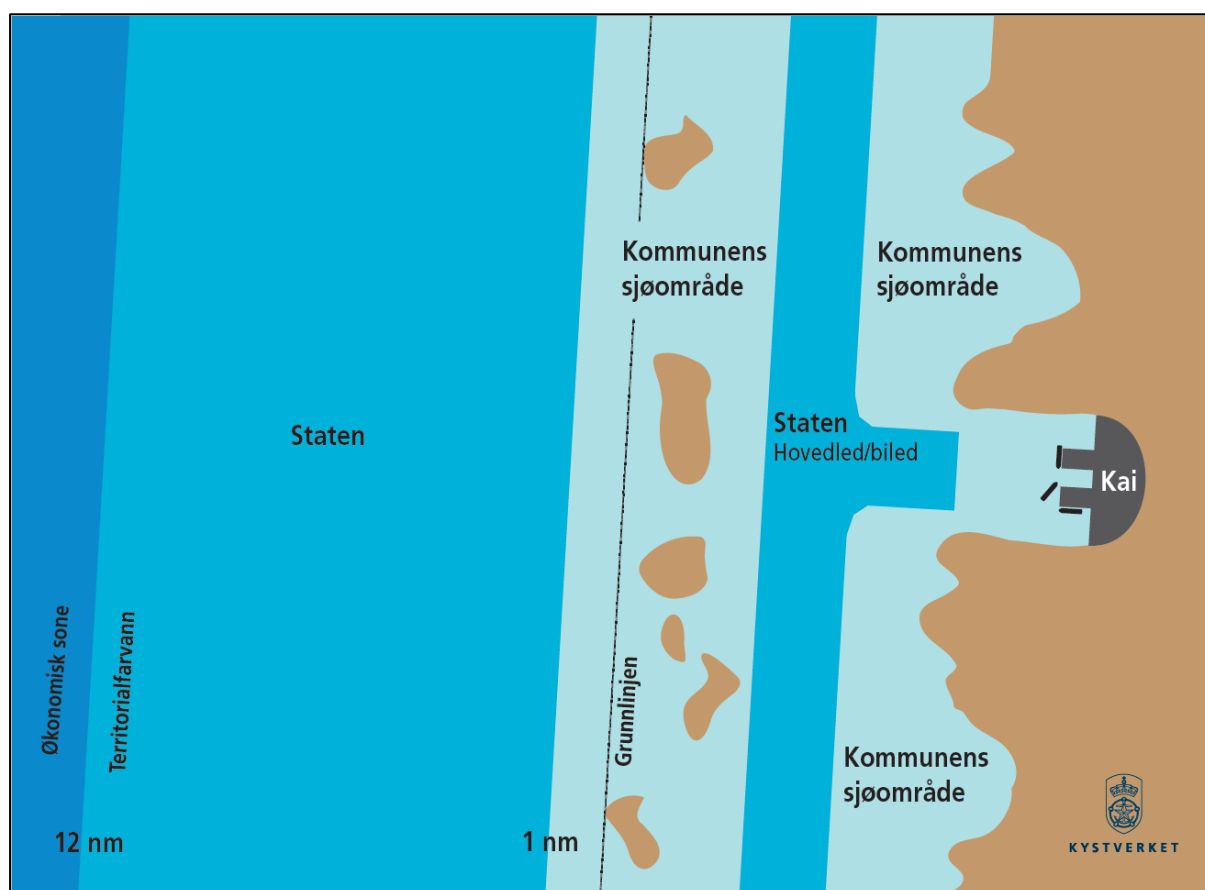 Kommunens
sjøområde
Kommunens
sjøområde
Staten
Staten
Hovedled/biled
Kai
Økonomisk sone
Territorialfarvann
Grunnlinjen
Kommunens
sjøområde
12 nm
1 nm
KYSTVERKET